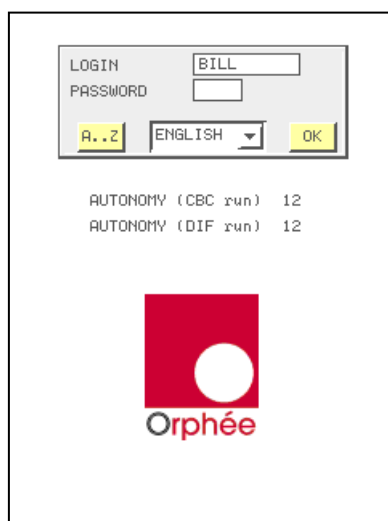 LOGIN BILL
PASSWORD
A..Z ENGLISH OK
AUTONOMY (CBC run) 12
AUTONOMY (DIF run) 12
Orphée